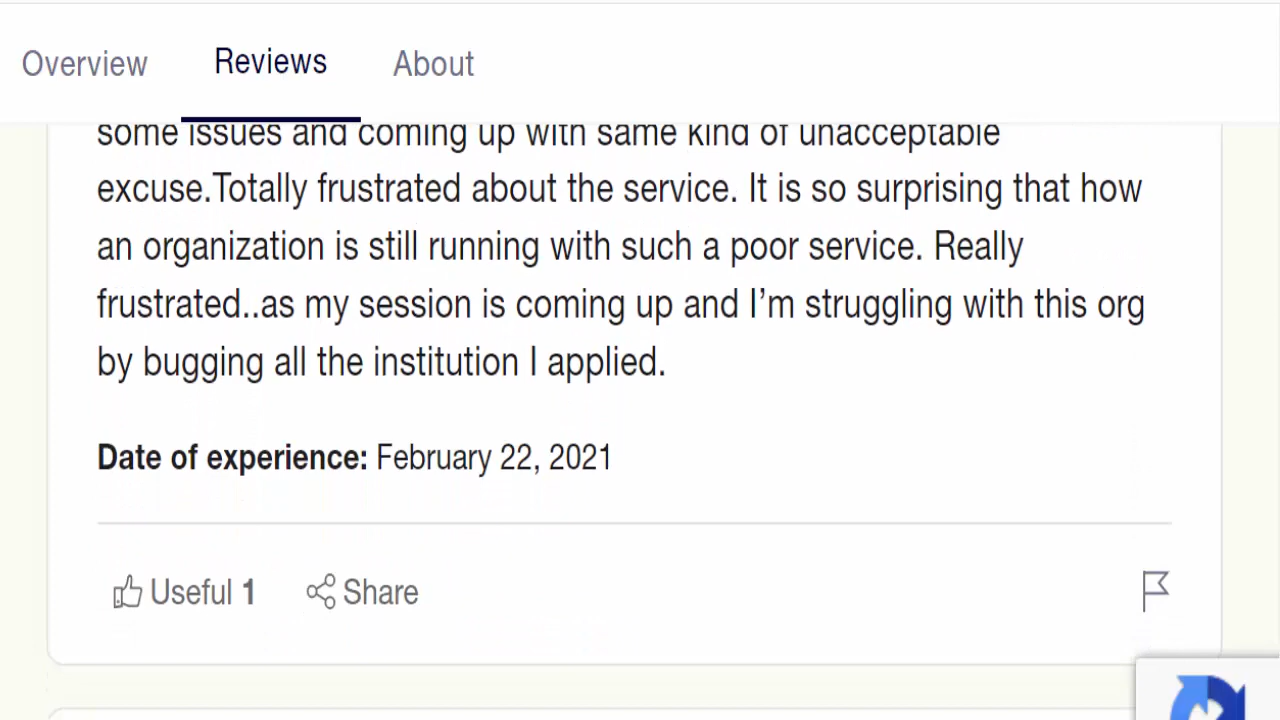 Overview Reviews About
some issues and coming up with same kind of unacceptable
excuse.Totally frustrated about the service. It is so surprising that how
an organization is still running with such a poor service. Really
frustrated..as my session is coming up and I’m struggling with this org
by bugging all the institution I applied.
Date of experience: February 22, 2021
Useful 1 Share